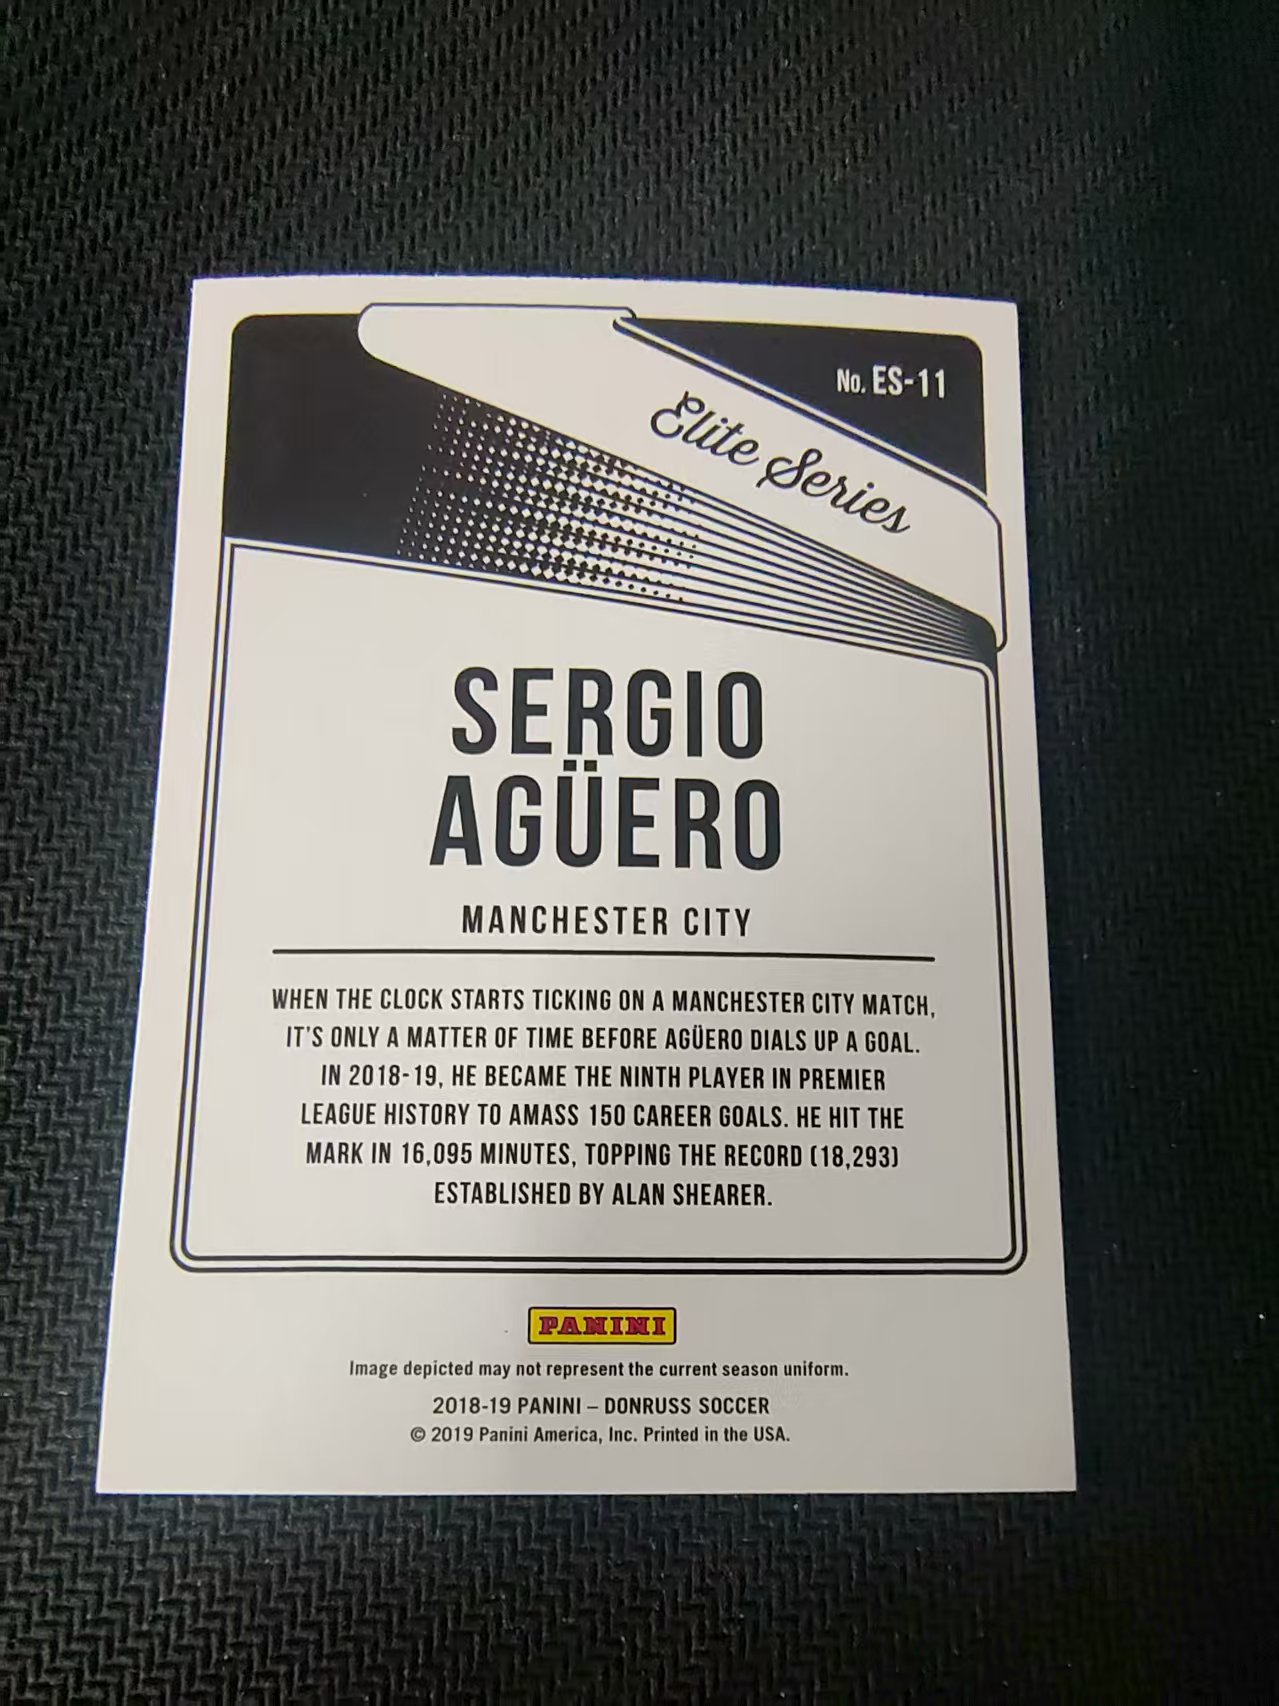 No. ES-11
Elite Series
SERGIO
AGÜERO
MANCHESTER CITY
WHEN THE CLOCK STARTS TICKING ON A MANCHESTER CITY MATCH,
IT'S ONLY A MATTER OF TIME BEFORE AGÜERO DIALS UP A GOAL.
IN 2018-19, HE BECAME THE NINTH PLAYER IN PREMIER
LEAGUE HISTORY TO AMASS 150 CAREER GOALS. HE HIT THE
MARK IN 16,095 MINUTES, TOPPING THE RECORD (18,293)
ESTABLISHED BY ALAN SHEARER.
PANINI
Image depicted may not represent the current season uniform.
2018-19 PANINI – DONRUSS SOCCER
© 2019 Panini America, Inc. Printed in the USA.